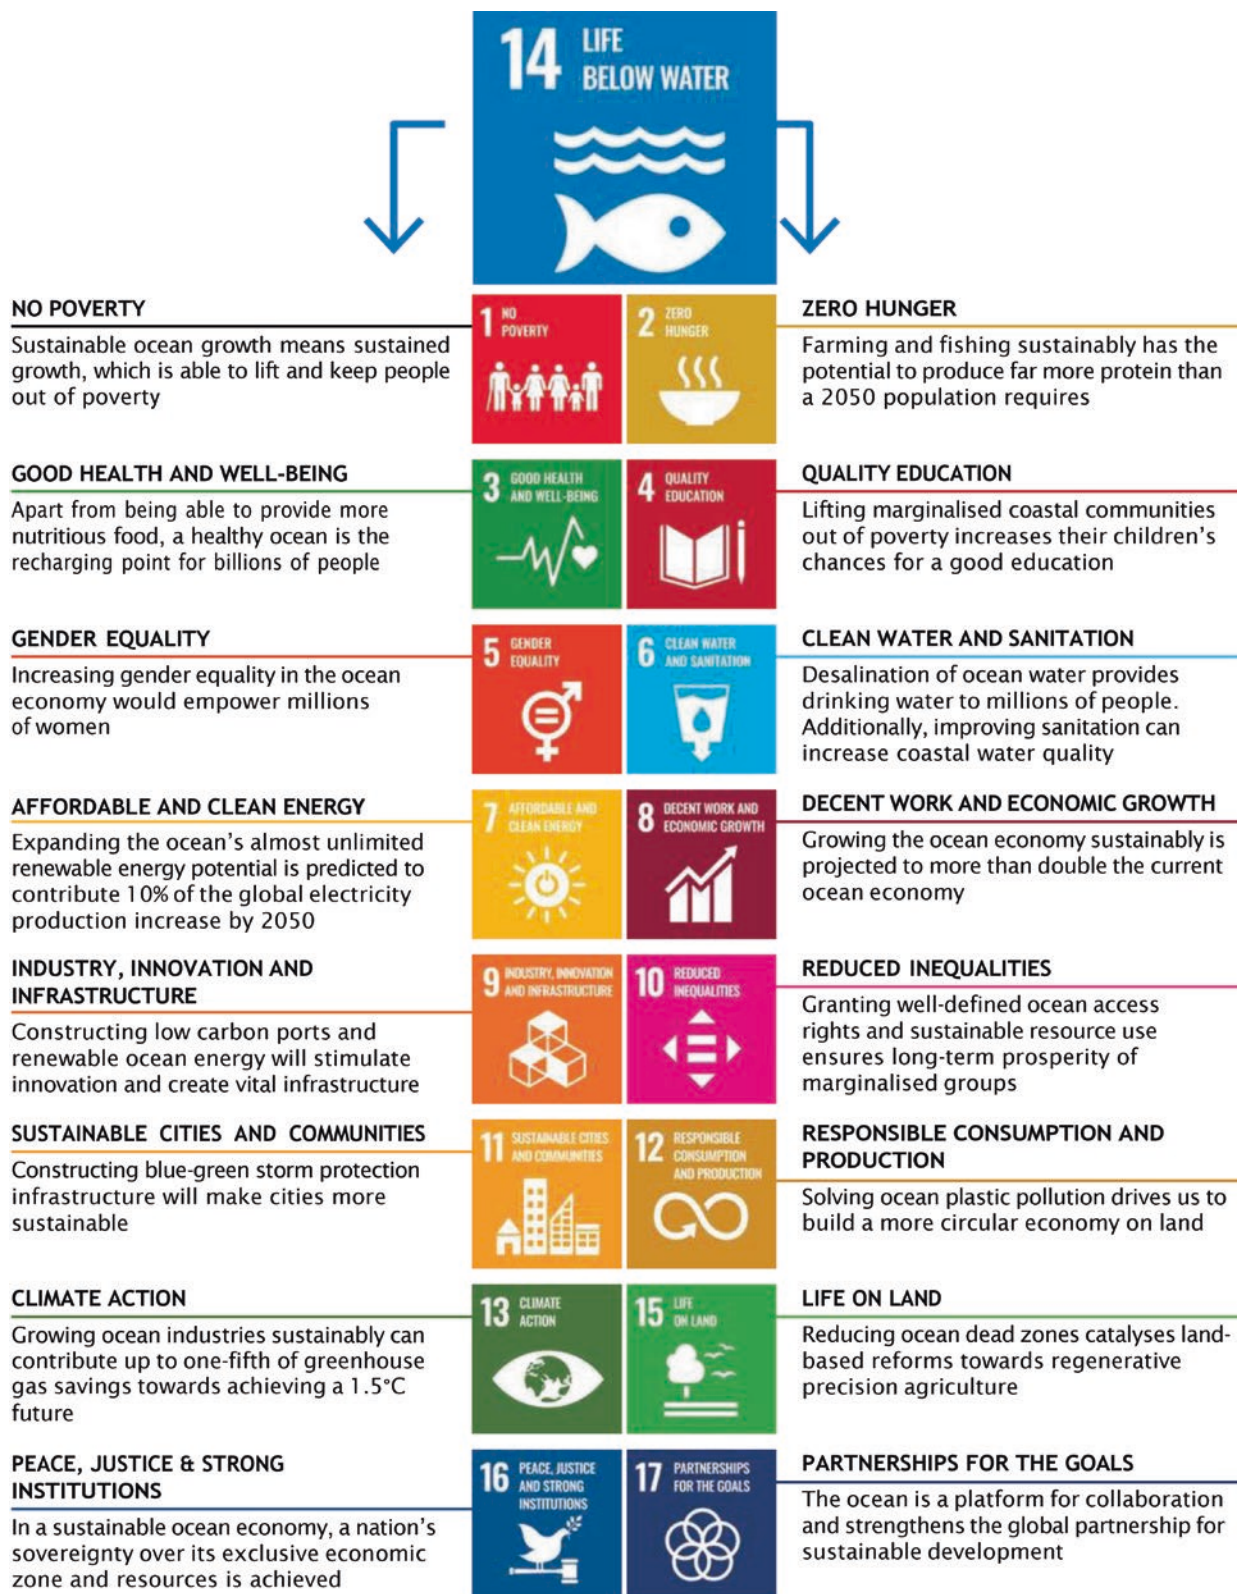 14 LIFE
BELOW WATER
NO POVERTY
Sustainable ocean growth means sustained
growth, which is able to lift and keep people
out of poverty
1 NO
POVERTY
2 ZERO
HUNGER
ZERO HUNGER
Farming and fishing sustainably has the
potential to produce far more protein than
a 2050 population requires
GOOD HEALTH AND WELL-BEING
Apart from being able to provide more
nutritious food, a healthy ocean is the
recharging point for billions of people
3 GOOD HEALTH
AND WELL-BEING
4 QUALITY
EDUCATION
QUALITY EDUCATION
Lifting marginalised coastal communities
out of poverty increases their children's
chances for a good education
GENDER EQUALITY
Increasing gender equality in the ocean
economy would empower millions
of women
5 GENDER
EQUALITY
6 CLEAN WATER
AND SANITATION
CLEAN WATER AND SANITATION
Desalination of ocean water provides
drinking water to millions of people.
Additionally, improving sanitation can
increase coastal water quality
AFFORDABLE AND CLEAN ENERGY
Expanding the ocean's almost unlimited
renewable energy potential is predicted to
contribute 10% of the global electricity
production increase by 2050
7 AFFORDABLE AND
CLEAN ENERGY
8 DECENT WORK AND
ECONOMIC GROWTH
DECENT WORK AND ECONOMIC GROWTH
Growing the ocean economy sustainably is
projected to more than double the current
ocean economy
INDUSTRY, INNOVATION AND
INFRASTRUCTURE
Constructing low carbon ports and
renewable ocean energy will stimulate
innovation and create vital infrastructure
9 INDUSTRY, INNOVATION
AND INFRASTRUCTURE
10 REDUCED
INEQUALITIES
REDUCED INEQUALITIES
Granting well-defined ocean access
rights and sustainable resource use
ensures long-term prosperity of
marginalised groups
SUSTAINABLE CITIES AND COMMUNITIES
Constructing blue-green storm protection
infrastructure will make cities more
sustainable
11 SUSTAINABLE CITIES
AND COMMUNITIES
12 RESPONSIBLE
CONSUMPTION
AND PRODUCTION
RESPONSIBLE CONSUMPTION AND
PRODUCTION
Solving ocean plastic pollution drives us to
build a more circular economy on land
CLIMATE ACTION
Growing ocean industries sustainably can
contribute up to one-fifth of greenhouse
gas savings towards achieving a 1.5°C
future
13 CLIMATE
ACTION
15 LIFE
ON LAND
LIFE ON LAND
Reducing ocean dead zones catalyses land-
based reforms towards regenerative
precision agriculture
PEACE, JUSTICE & STRONG
INSTITUTIONS
In a sustainable ocean economy, a nation's
sovereignty over its exclusive economic
zone and resources is achieved
16 PEACE, JUSTICE
AND STRONG
INSTITUTIONS
17 PARTNERSHIPS
FOR THE GOALS
PARTNERSHIPS FOR THE GOALS
The ocean is a platform for collaboration
and strengthens the global partnership for
sustainable development